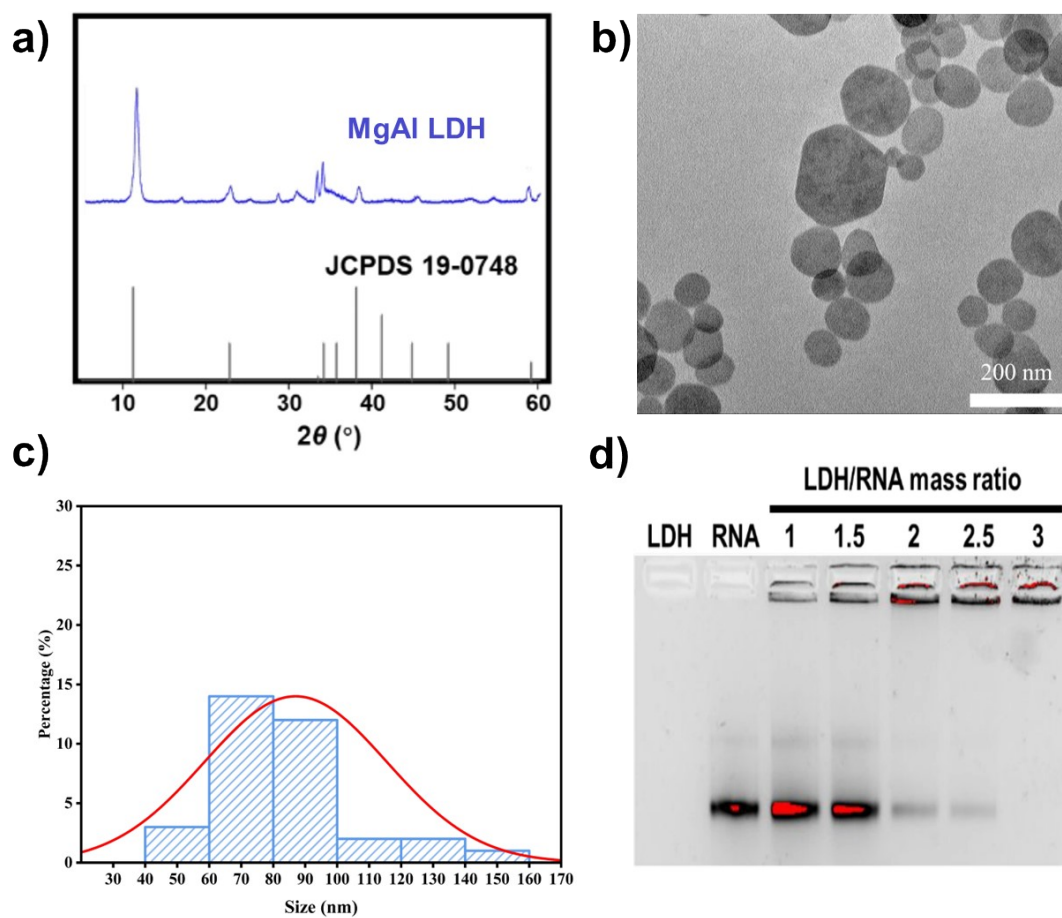 a)
MgAl LDH
JCPDS 19-0748
10 20 30 40 50 60
2θ (°)
b)
200 nm
c)
30
25
20
15
10
5
0
Percentage (%)
30 40 50 60 70 80 90 100 110 120 130 140 150 160 170
Size (nm)
d)
LDH/RNA mass ratio
LDH RNA 1 1.5 2 2.5 3